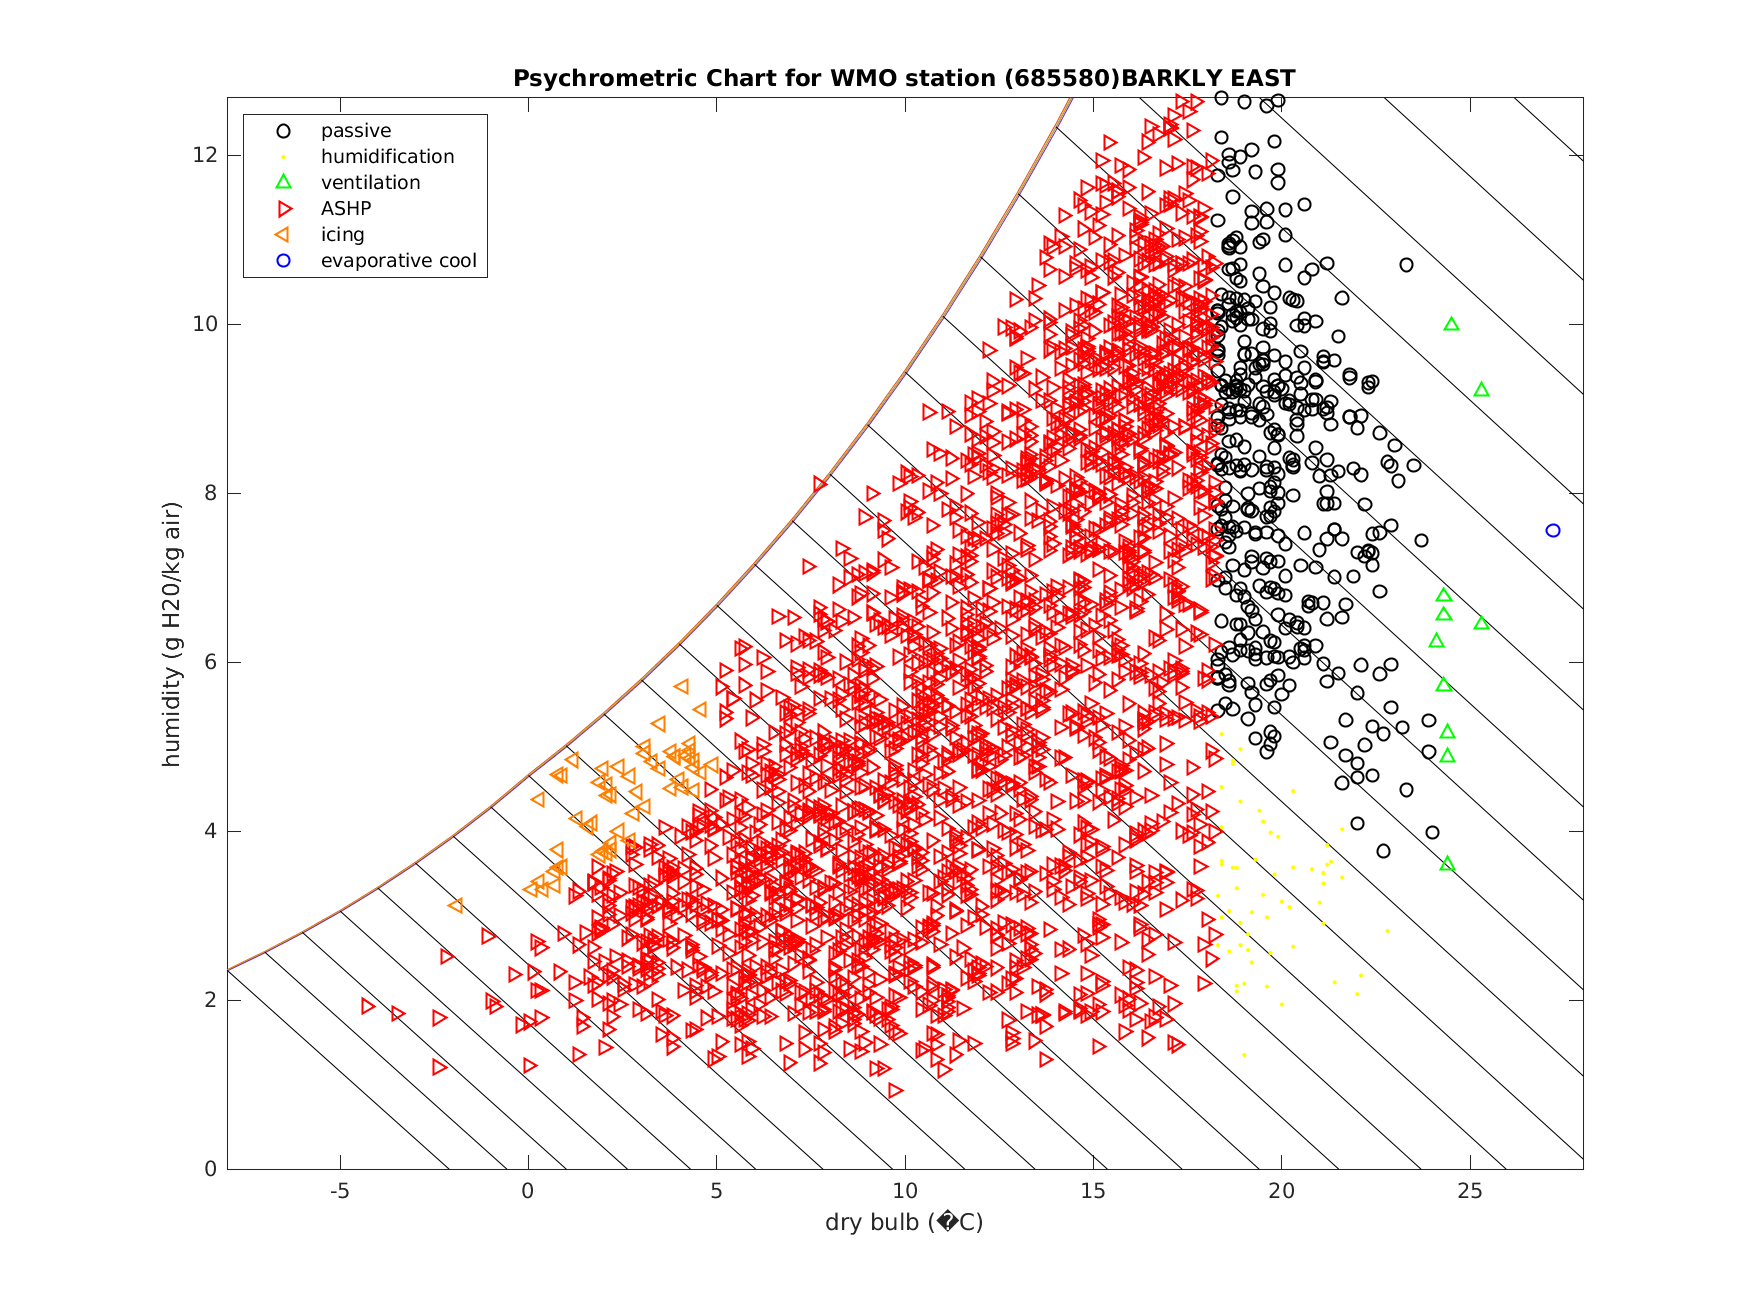 Psychrometric Chart for WMO station (685580)BARKLY EAST
passive
humidification
ventilation
ASHP
icing
evaporative cool
humidity (g H20/kg air)
12
10
8
6
4
2
0
-5
0
5
10
15
20
25
dry bulb (�C)